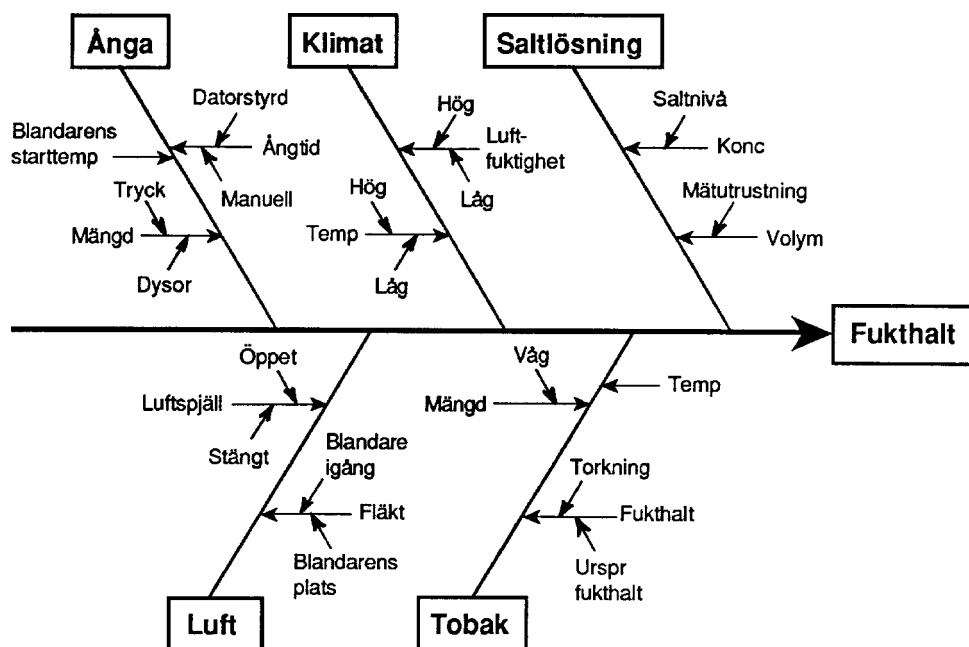 Ånga
Klimat
Saltlösning
Datorstyrd
Blandarens
starttemp
Ångtid
Manuell
Tryck
Mängd
Dysor
Hög
Luft-
fuktighet
Låg
Hög
Temp
Låg
Saltnivå
Konc
Mätutrustning
Volym
Fukthalt
Öppet
Luftspjäll
Stängt
Blandare
igång
Fläkt
Blandarens
plats
Våg
Mängd
Temp
Torkning
Fukthalt
Urspr
fukthalt
Luft
Tobak